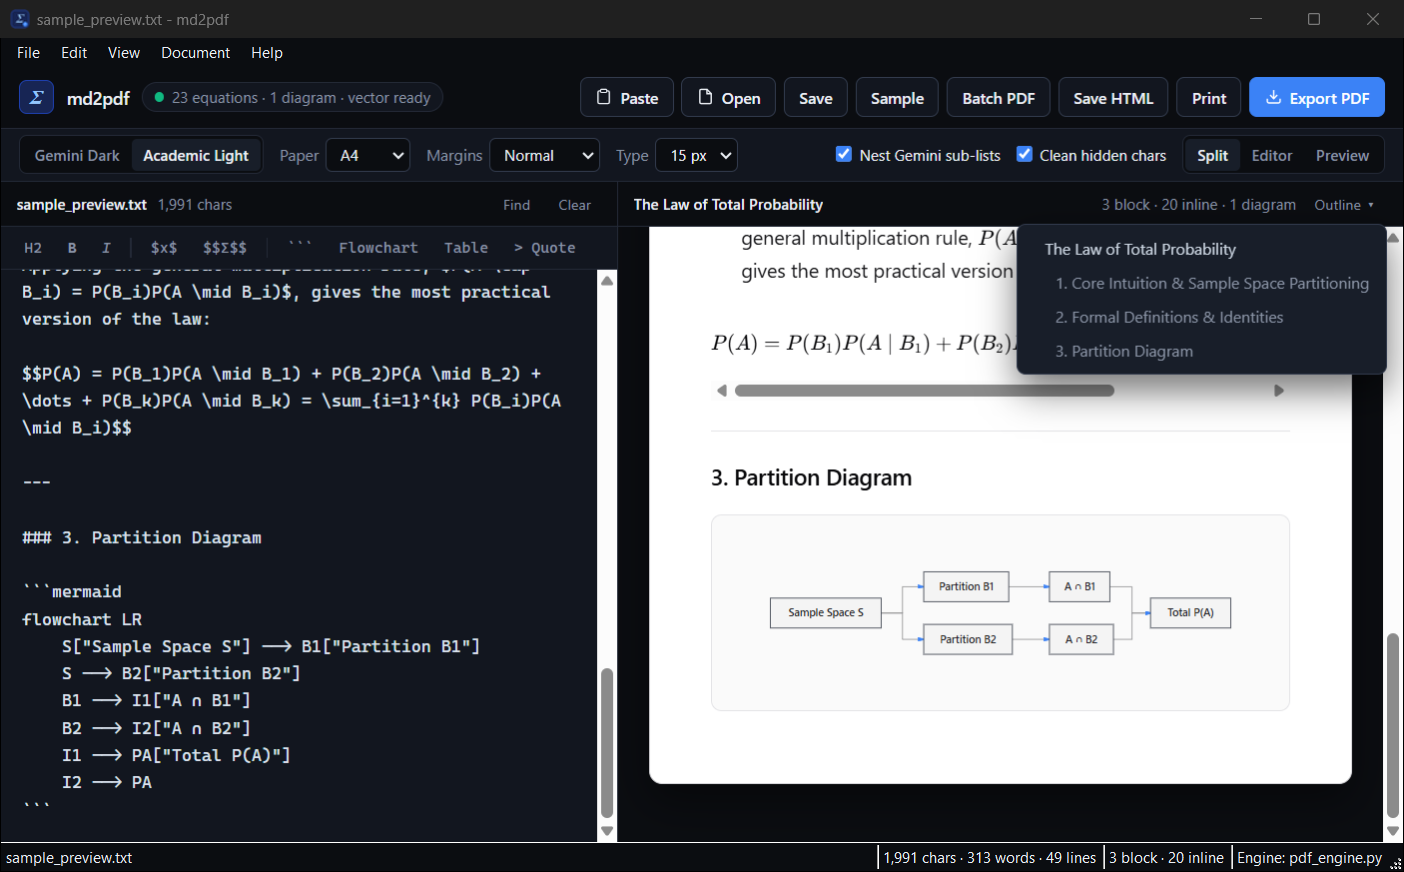 sample_preview.txt - md2pdf
File Edit View Document Help
Σ md2pdf 23 equations · 1 diagram · vector ready Paste Open Save Sample Batch PDF Save HTML Print Export PDF
Gemini Dark Academic Light Paper A4 Margins Normal Type 15 px Nest Gemini sub-lists Clean hidden chars Split Editor Preview
sample_preview.txt 1,991 chars Find Clear
H2 B I $x$ $$Σ$$ ``` Flowchart Table > Quote
B_i) = P(B_i)P(A \mid B_i)$, gives the most practical
version of the law:
$$P(A) = P(B_1)P(A \mid B_1) + P(B_2)P(A \mid B_2) +
\dots + P(B_k)P(A \mid B_k) = \sum_{i=1}^{k} P(B_i)P(A
\mid B_i)$$
---
### 3. Partition Diagram
```mermaid
flowchart LR
S["Sample Space S"] ⟶ B1["Partition B1"]
S ⟶ B2["Partition B2"]
B1 ⟶ I1["A ∩ B1"]
B2 ⟶ I2["A ∩ B2"]
I1 ⟶ PA["Total P(A)"]
I2 ⟶ PA
```
The Law of Total Probability 3 block · 20 inline · 1 diagram Outline
general multiplication rule, P(A
gives the most practical version
P(A) = P(B₁)P(A | B₁) + P(B₂)
The Law of Total Probability
1. Core Intuition & Sample Space Partitioning
2. Formal Definitions & Identities
3. Partition Diagram
3. Partition Diagram
Sample Space S
Partition B1
A ∩ B1
Partition B2
A ∩ B2
Total P(A)
sample_preview.txt 1,991 chars · 313 words · 49 lines 3 block · 20 inline Engine: pdf_engine.py